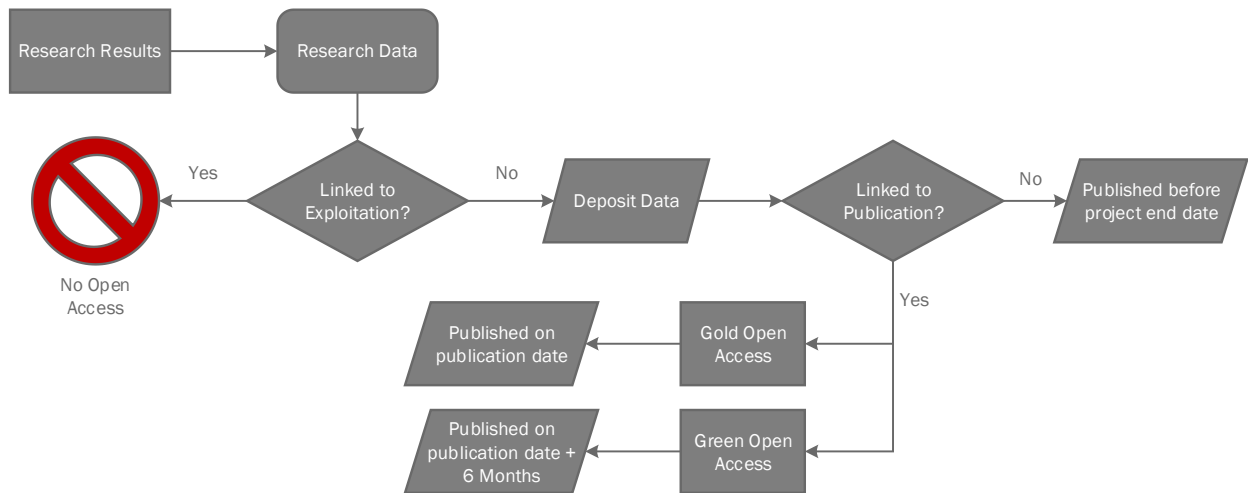 Research Results
Research Data
Yes
Linked to
Exploitation?
No
Deposit Data
Linked to
Publication?
No
Published before
project end date
No Open
Access
Yes
Published on
publication date
Gold Open
Access
Published on
publication date +
6 Months
Green Open
Access